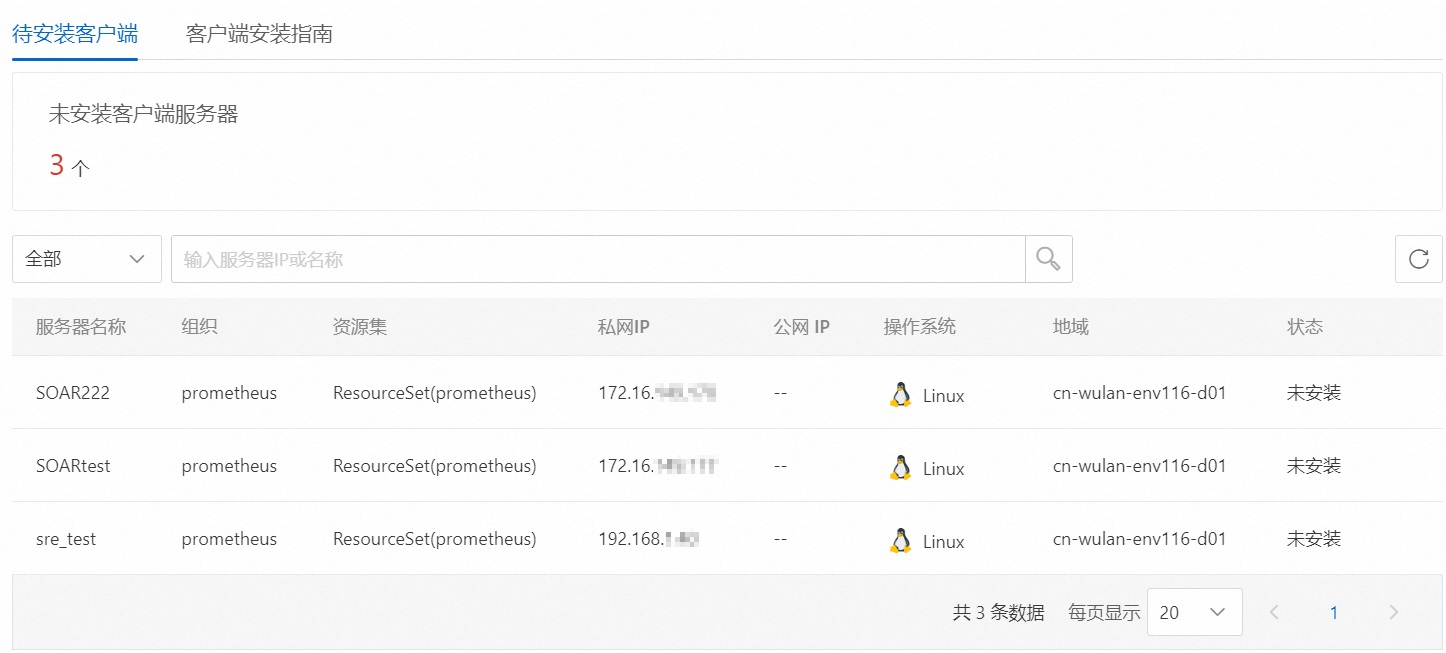 待安装客户端 客户端安装指南
未安装客户端服务器
3 个
全部 输入服务器IP或名称
服务器名称 组织 资源集 私网IP 公网 IP 操作系统 地域 状态
SOAR222 prometheus ResourceSet(prometheus) 172.16. -- Linux cn-wulan-env116-d01 未安装
SOARtest prometheus ResourceSet(prometheus) 172.16. -- Linux cn-wulan-env116-d01 未安装
sre_test prometheus ResourceSet(prometheus) 192.168. -- Linux cn-wulan-env116-d01 未安装
共 3 条数据 每页显示 20 1